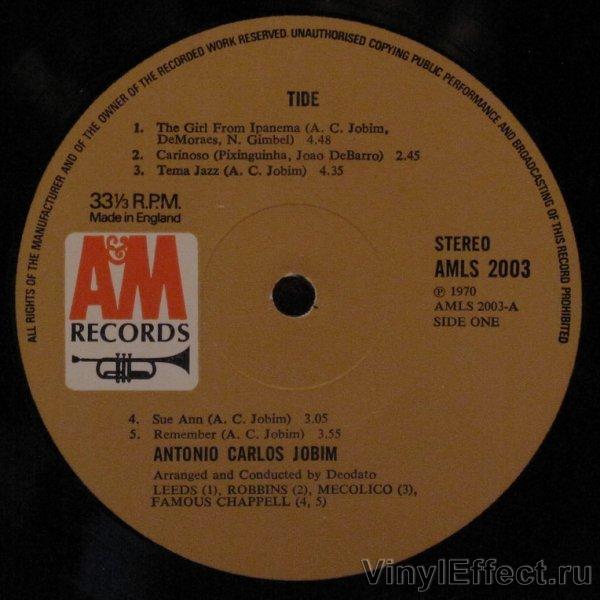 ALL RIGHTS OF THE MANUFACTURER AND OF THE OWNER OF THE RECORDED WORK RESERVED. UNAUTHORISED COPYING PUBLIC PERFORMANCE AND BROADCASTING OF THIS RECORD PROHIBITED
TIDE
1. The Girl From Ipanema (A. C. Jobim,
DeMoraes, N. Gimbel) 4.48
2. Carinoso (Pixinguinha, Joao DeBarro) 2.45
3. Tema Jazz (A. C. Jobim) 4.35
33⅓ R.P.M.
Made in England
A&M
RECORDS
STEREO
AMLS 2003
℗ 1970
AMLS 2003-A
SIDE ONE
4. Sue Ann (A. C. Jobim) 3.05
5. Remember (A. C. Jobim) 3.55
ANTONIO CARLOS JOBIM
Arranged and Conducted by Deodato
LEEDS (1), ROBBINS (2), MECOLICO (3),
FAMOUS CHAPPELL (4, 5)
VinylEffect.ru